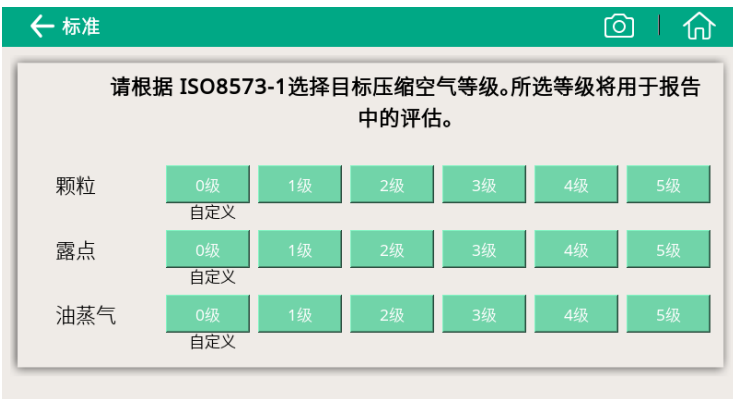 标准
请根据 ISO8573-1选择目标压缩空气等级。所选等级将用于报告
中的评估。
颗粒 0级 1级 2级 3级 4级 5级
自定义
露点 0级 1级 2级 3级 4级 5级
自定义
油蒸气 0级 1级 2级 3级 4级 5级
自定义